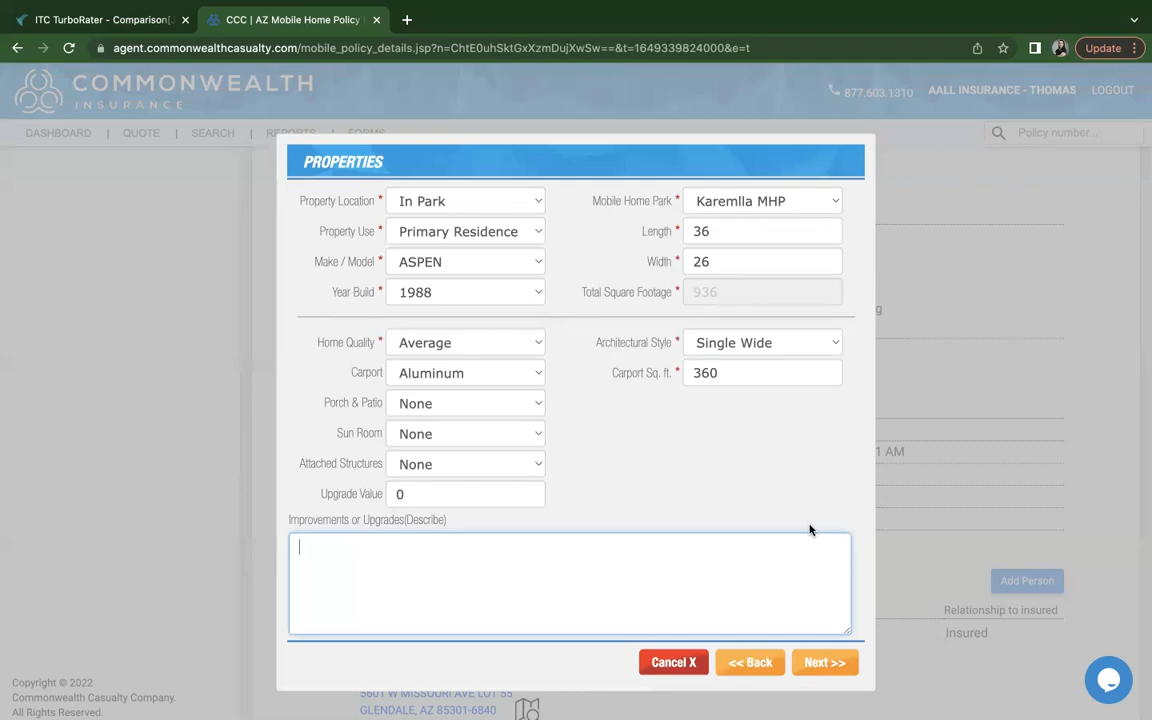 ITC TurboRater - Comparison[.
CCC | AZ Mobile Home Policy
agent.commonwealthcasualty.com/mobile_policy_details.jsp?n=ChtE0uhSktGxXzmDujXwSw==&t=1649339824000&e=t
Update
COMMONWEALTH
INSURANCE
877.603.1310
AALL INSURANCE - THOMAS
LOGOUT
DASHBOARD | QUOTE | SEARCH | REPORTS | FORMS
Policy number...
PROPERTIES
Property Location * In Park
Mobile Home Park * Karemlla MHP
Property Use * Primary Residence
Length * 36
Make / Model * ASPEN
Width * 26
Year Build * 1988
Total Square Footage * 936
Home Quality * Average
Architectural Style * Single Wide
Carport Aluminum
Carport Sq. ft. * 360
Porch & Patio None
Sun Room None
Attached Structures None
Upgrade Value 0
Improvements or Upgrades(Describe)
g
1 AM
Add Person
Relationship to insured
Insured
Cancel X
<< Back
Next >>
5601 W MISSOURI AVE LOT 55
GLENDALE, AZ 85301-6840
Copyright © 2022
Commonwealth Casualty Company.
All Rights Reserved.